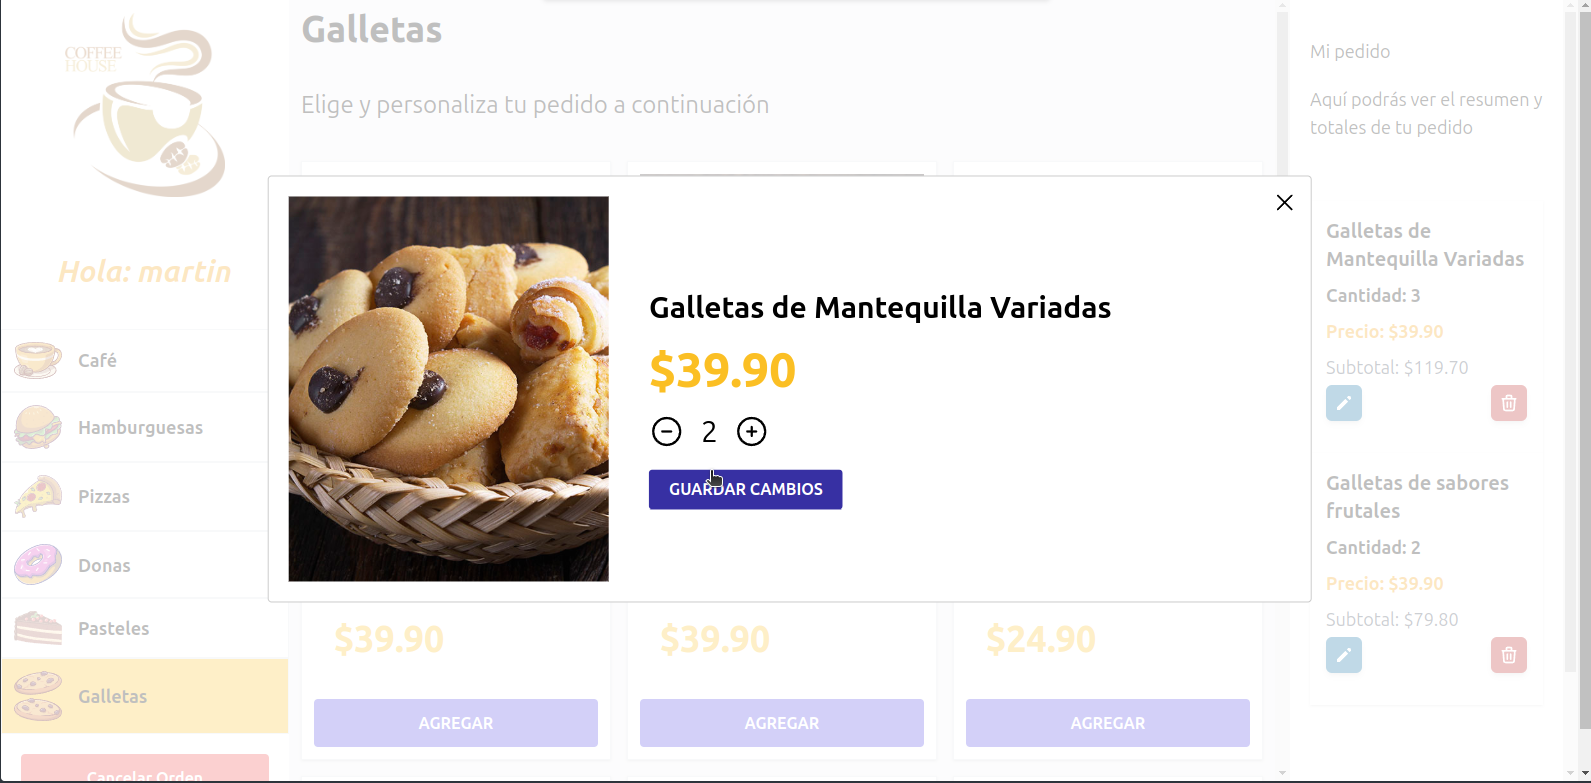 COFFEE
HOUSE
Hola: martin
Café
Hamburguesas
Pizzas
Donas
Pasteles
Galletas
Cancelar Orden
Galletas
Elige y personaliza tu pedido a continuación
Galletas de Mantequilla Variadas
$39.90
2
GUARDAR CAMBIOS
$39.90
$39.90
$24.90
AGREGAR
AGREGAR
AGREGAR
Mi pedido
Aquí podrás ver el resumen y
totales de tu pedido
Galletas de
Mantequilla Variadas
Cantidad: 3
Precio: $39.90
Subtotal: $119.70
Galletas de sabores
frutales
Cantidad: 2
Precio: $39.90
Subtotal: $79.80